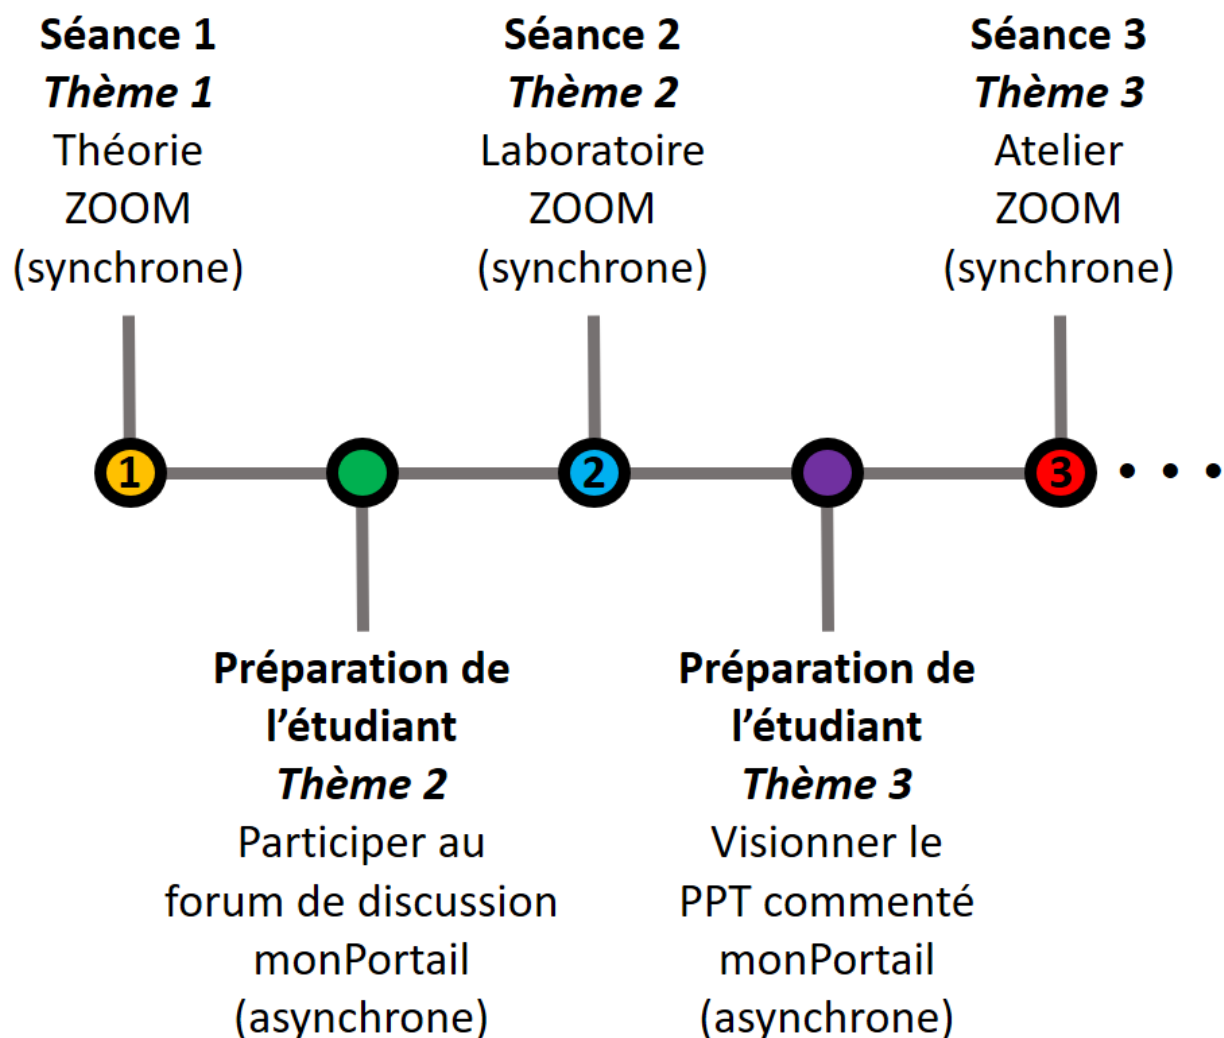 Séance 1
Thème 1
Théorie
ZOOM
(synchrone)
Séance 2
Thème 2
Laboratoire
ZOOM
(synchrone)
Séance 3
Thème 3
Atelier
ZOOM
(synchrone)
1
2
3
• • •
Préparation de
l’étudiant
Thème 2
Participer au
forum de discussion
monPortail
(asynchrone)
Préparation de
l’étudiant
Thème 3
Visionner le
PPT commenté
monPortail
(asynchrone)